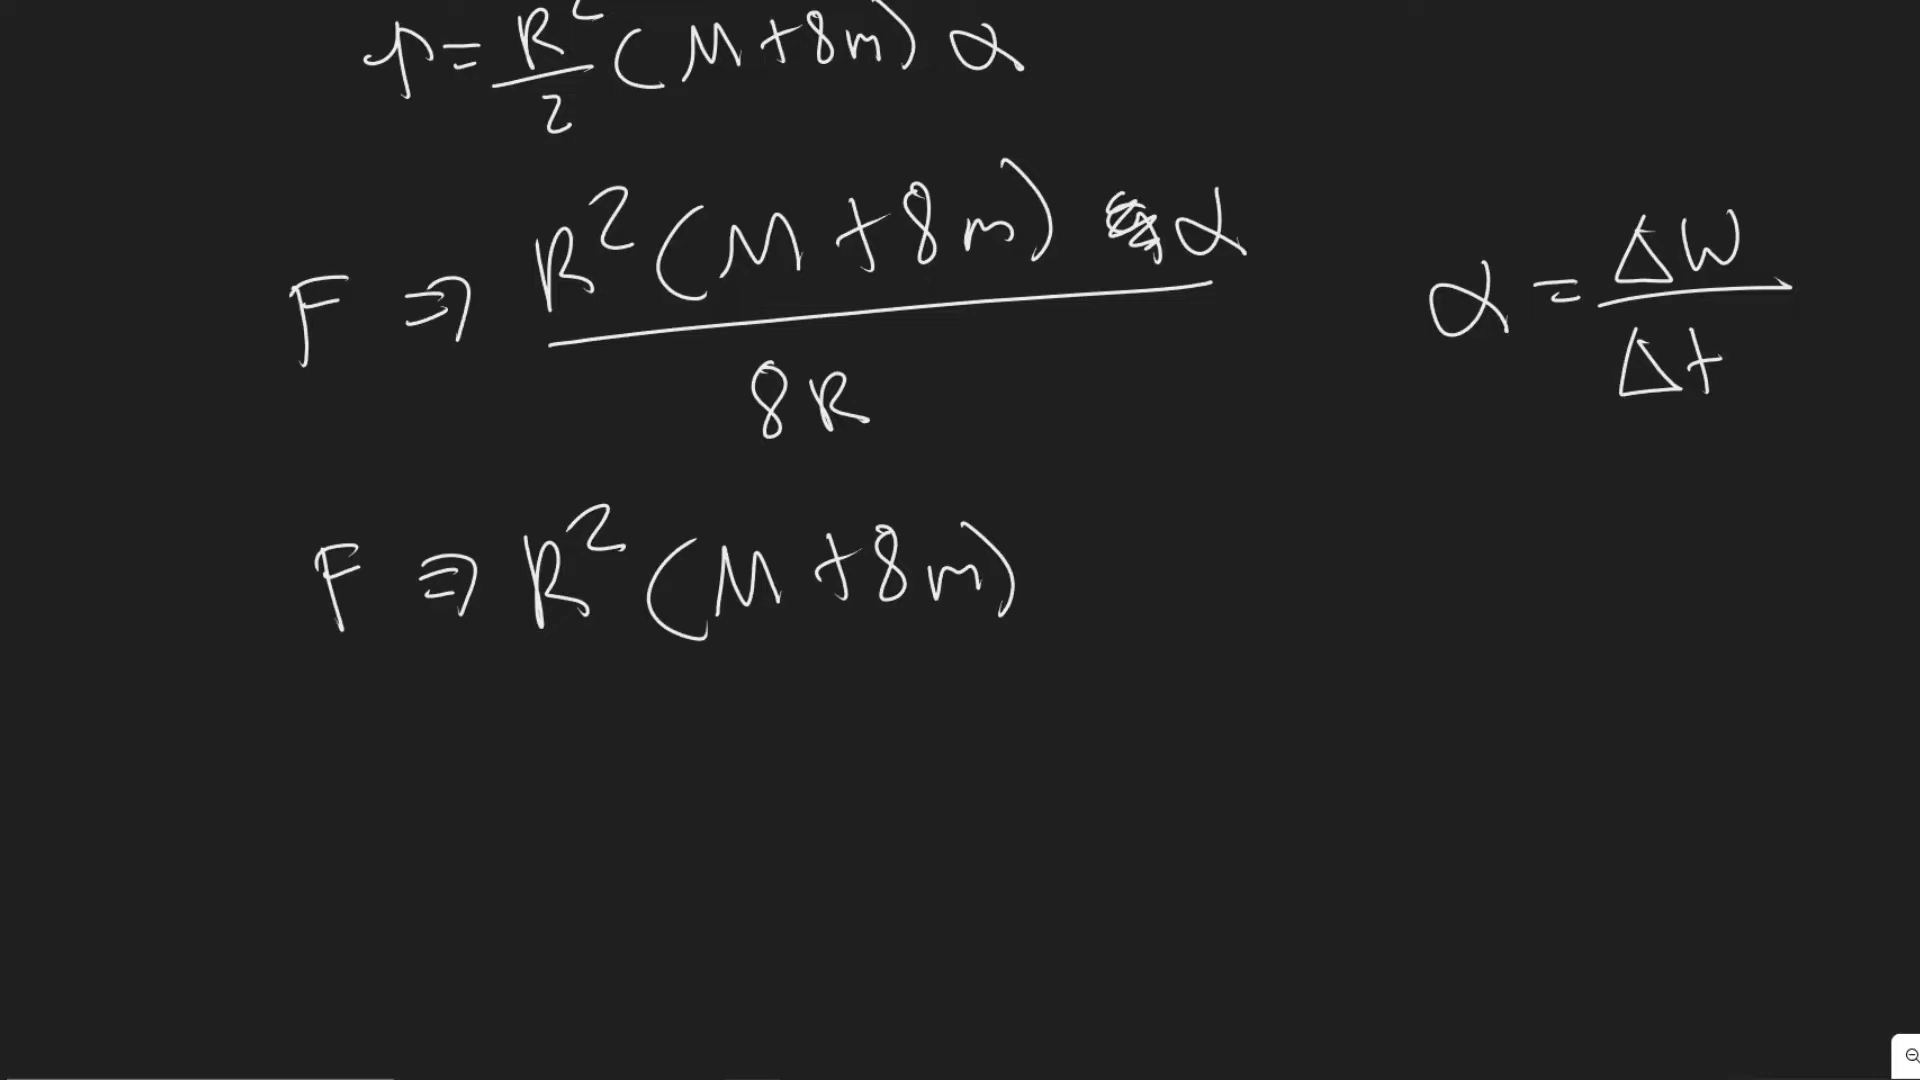 τ = R²/2 (M+8m) α
F ⇒ R²(M+8m) α / 8R
α = Δω/Δt
F ⇒ R²(M+8m)